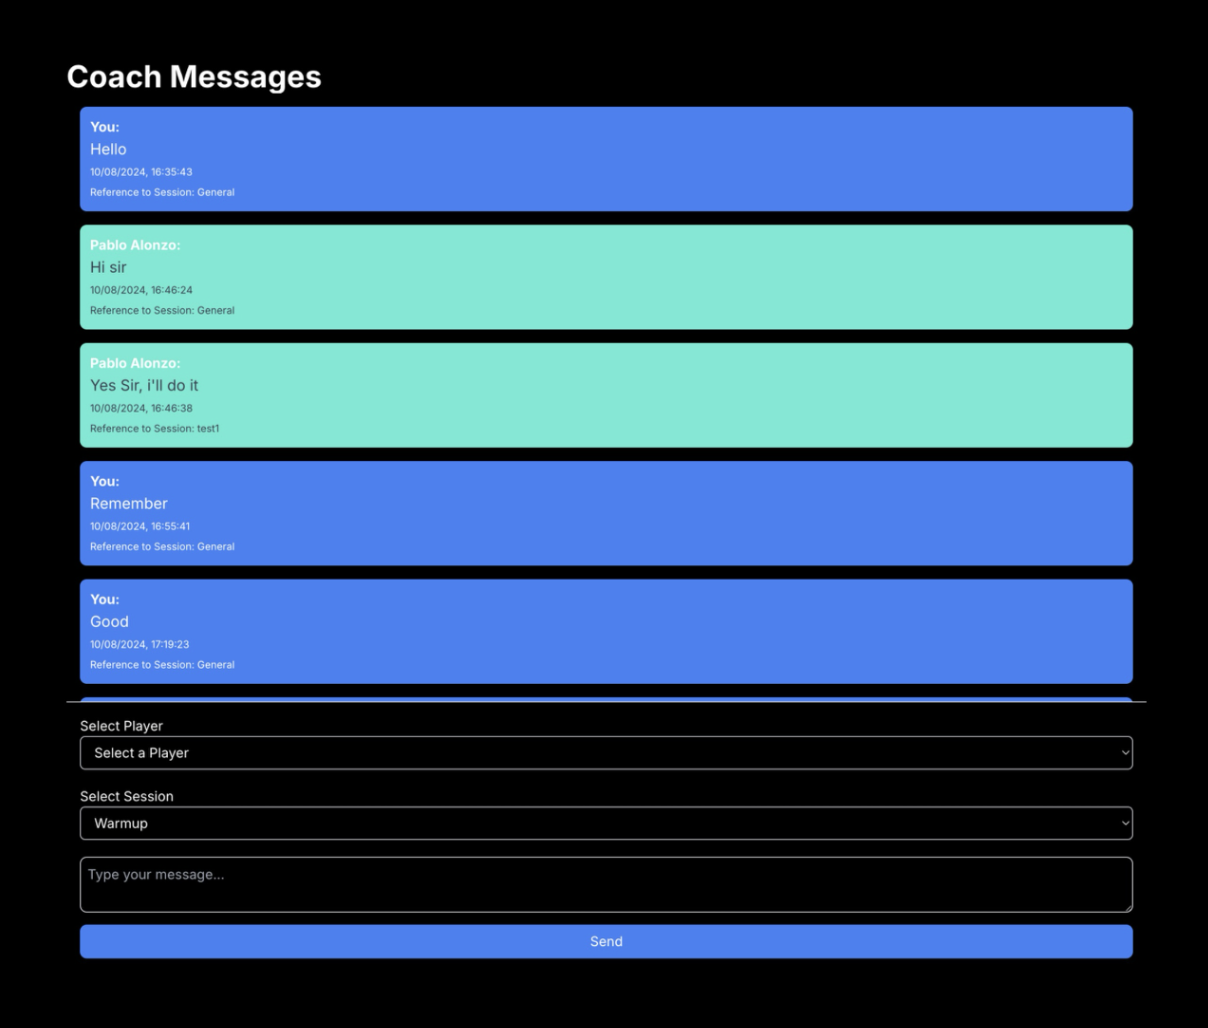 Coach Messages
You:
Hello
10/08/2024, 16:35:43
Reference to Session: General
Pablo Alonzo:
Hi sir
10/08/2024, 16:46:24
Reference to Session: General
Pablo Alonzo:
Yes Sir, i'll do it
10/08/2024, 16:46:38
Reference to Session: test1
You:
Remember
10/08/2024, 16:55:41
Reference to Session: General
You:
Good
10/08/2024, 17:19:23
Reference to Session: General
Select Player
Select a Player
Select Session
Warmup
Type your message...
Send